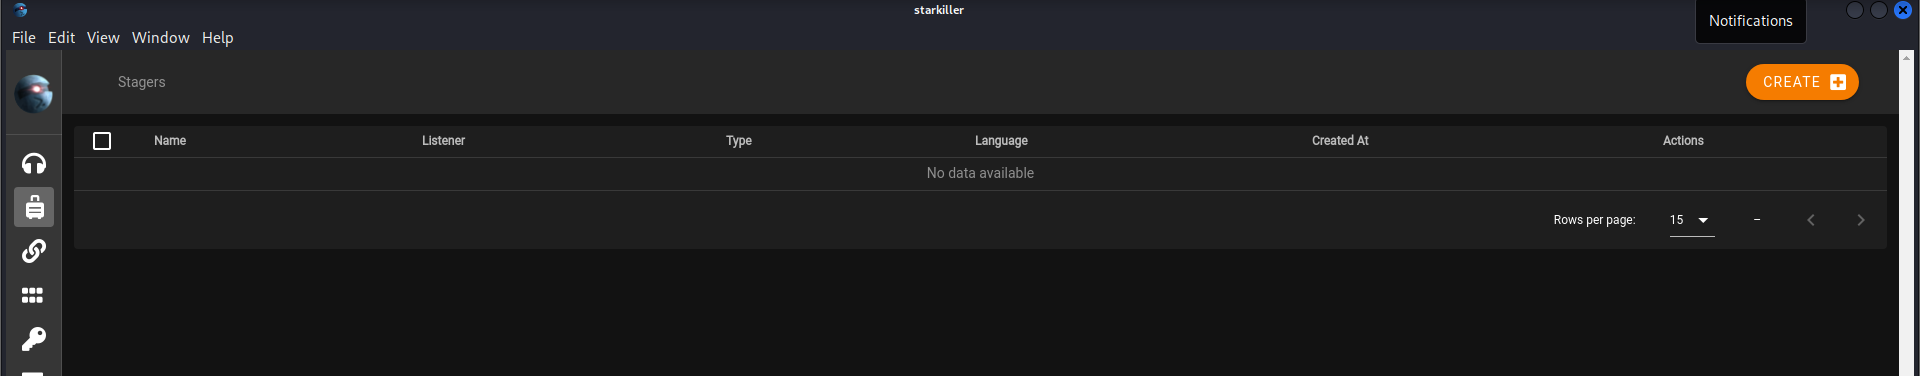 starkiller
Notifications
File Edit View Window Help
Stagers
CREATE
Name Listener Type Language Created At Actions
No data available
Rows per page: 15 –